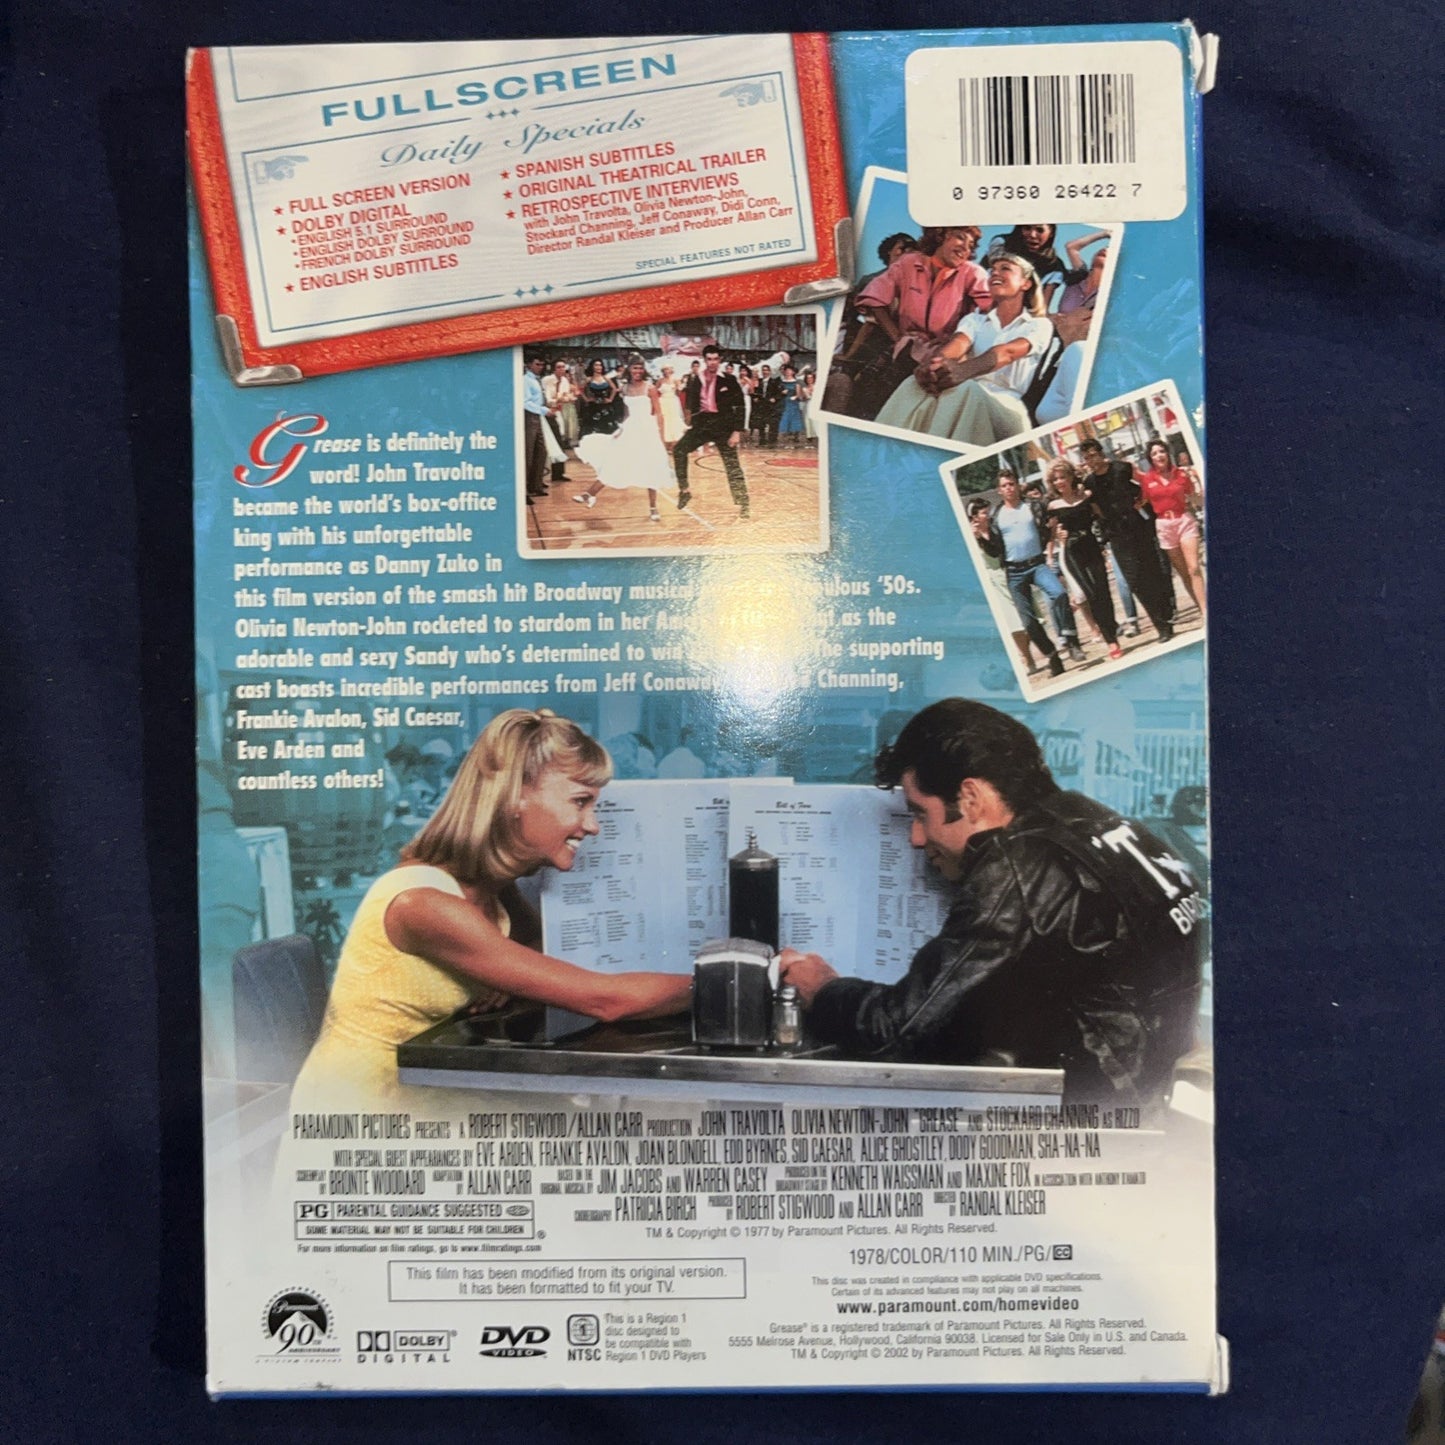 FULLSCREEN
Daily Specials
★ FULL SCREEN VERSION
★ DOLBY DIGITAL
•ENGLISH 5.1 SURROUND
•ENGLISH DOLBY SURROUND
•FRENCH DOLBY SURROUND
★ ENGLISH SUBTITLES
★ SPANISH SUBTITLES
★ ORIGINAL THEATRICAL TRAILER
★ RETROSPECTIVE INTERVIEWS
with John Travolta, Olivia Newton-John,
Stockard Channing, Jeff Conaway, Didi Conn,
Director Randal Kleiser and Producer Allan Carr
SPECIAL FEATURES NOT RATED
0 97360 26422 7
Grease is definitely the
word! John Travolta
became the world's box-office
king with his unforgettable
performance as Danny Zuko in
this film version of the smash hit Broadway musical '50s.
Olivia Newton-John rocketed to stardom in her as the
adorable and sexy Sandy who's determined to win The supporting
cast boasts incredible performances from Jeff Conaway, Channing,
Frankie Avalon, Sid Caesar,
Eve Arden and
countless others!
Bill of Fare
Bill of Fare
T
BIRDS
PARAMOUNT PICTURES PRESENTS A ROBERT STIGWOOD/ALLAN CARR PRODUCTION JOHN TRAVOLTA OLIVIA NEWTON-JOHN "GREASE" AND STOCKARD CHANNING AS RIZZO
WITH SPECIAL GUEST APPEARANCES BY EVE ARDEN, FRANKIE AVALON, JOAN BLONDELL, EDD BYRNES, SID CAESAR, ALICE GHOSTLEY, DODY GOODMAN, SHA-NA-NA
SCREENPLAY BY BRONTE WOODARD ADAPTATION BY ALLAN CARR BASED ON THE ORIGINAL MUSICAL BY JIM JACOBS AND WARREN CASEY PRODUCED ON THE BROADWAY STAGE BY KENNETH WAISSMAN AND MAXINE FOX IN ASSOCIATION WITH ANTHONY D'AMATO
CHOREOGRAPHY PATRICIA BIRCH PRODUCED BY ROBERT STIGWOOD AND ALLAN CARR DIRECTED BY RANDAL KLEISER
PG PARENTAL GUIDANCE SUGGESTED
SOME MATERIAL MAY NOT BE SUITABLE FOR CHILDREN ®
TM & Copyright © 1977 by Paramount Pictures. All Rights Reserved.
For more information on film ratings, go to www.filmratings.com
1978/COLOR/110 MIN./PG/CC
This film has been modified from its original version.
It has been formatted to fit your TV.
This disc was created in compliance with applicable DVD specifications.
Certain of its advanced features may not play on all machines.
www.paramount.com/homevideo
Paramount
90TH
ANNIVERSARY
A VIACOM COMPANY
DOLBY®
DIGITAL
DVD
VIDEO
1
NTSC
This is a Region 1
disc designed to
be compatible with
Region 1 DVD Players
Grease® is a registered trademark of Paramount Pictures. All Rights Reserved.
5555 Melrose Avenue, Hollywood, California 90038. Licensed for Sale Only in U.S. and Canada.
TM & Copyright © 2002 by Paramount Pictures. All Rights Reserved.